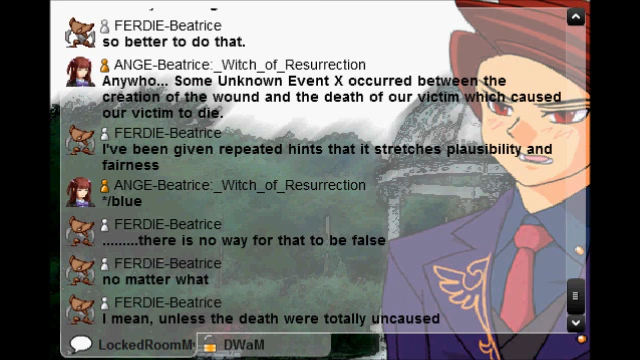 FERDIE-Beatrice
so better to do that.
ANGE-Beatrice:_Witch_of_Resurrection
Anywho... Some Unknown Event X occurred between the
creation of the wound and the death of our victim which caused
our victim to die.
FERDIE-Beatrice
I've been given repeated hints that it stretches plausibility and
fairness
ANGE-Beatrice:_Witch_of_Resurrection
*/blue
FERDIE-Beatrice
.........there is no way for that to be false
FERDIE-Beatrice
no matter what
FERDIE-Beatrice
I mean, unless the death were totally uncaused
LockedRoomMy
DWaM